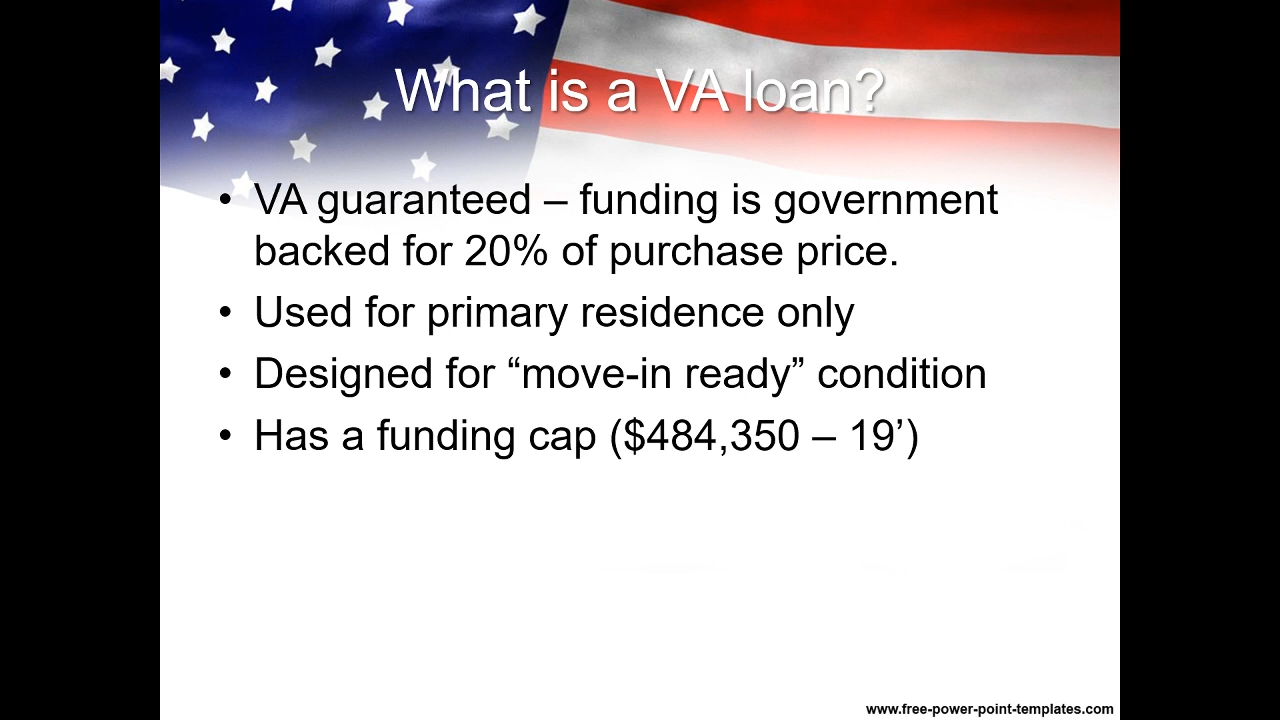 What is a VA loan?
• VA guaranteed – funding is government
backed for 20% of purchase price.
• Used for primary residence only
• Designed for “move-in ready” condition
• Has a funding cap ($484,350 – 19’)
www.free-power-point-templates.com